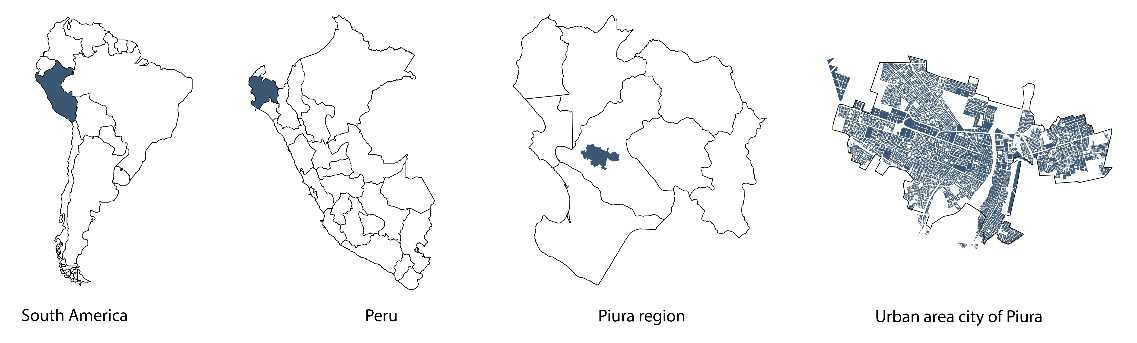 South America
Peru
Piura region
Urban area city of Piura